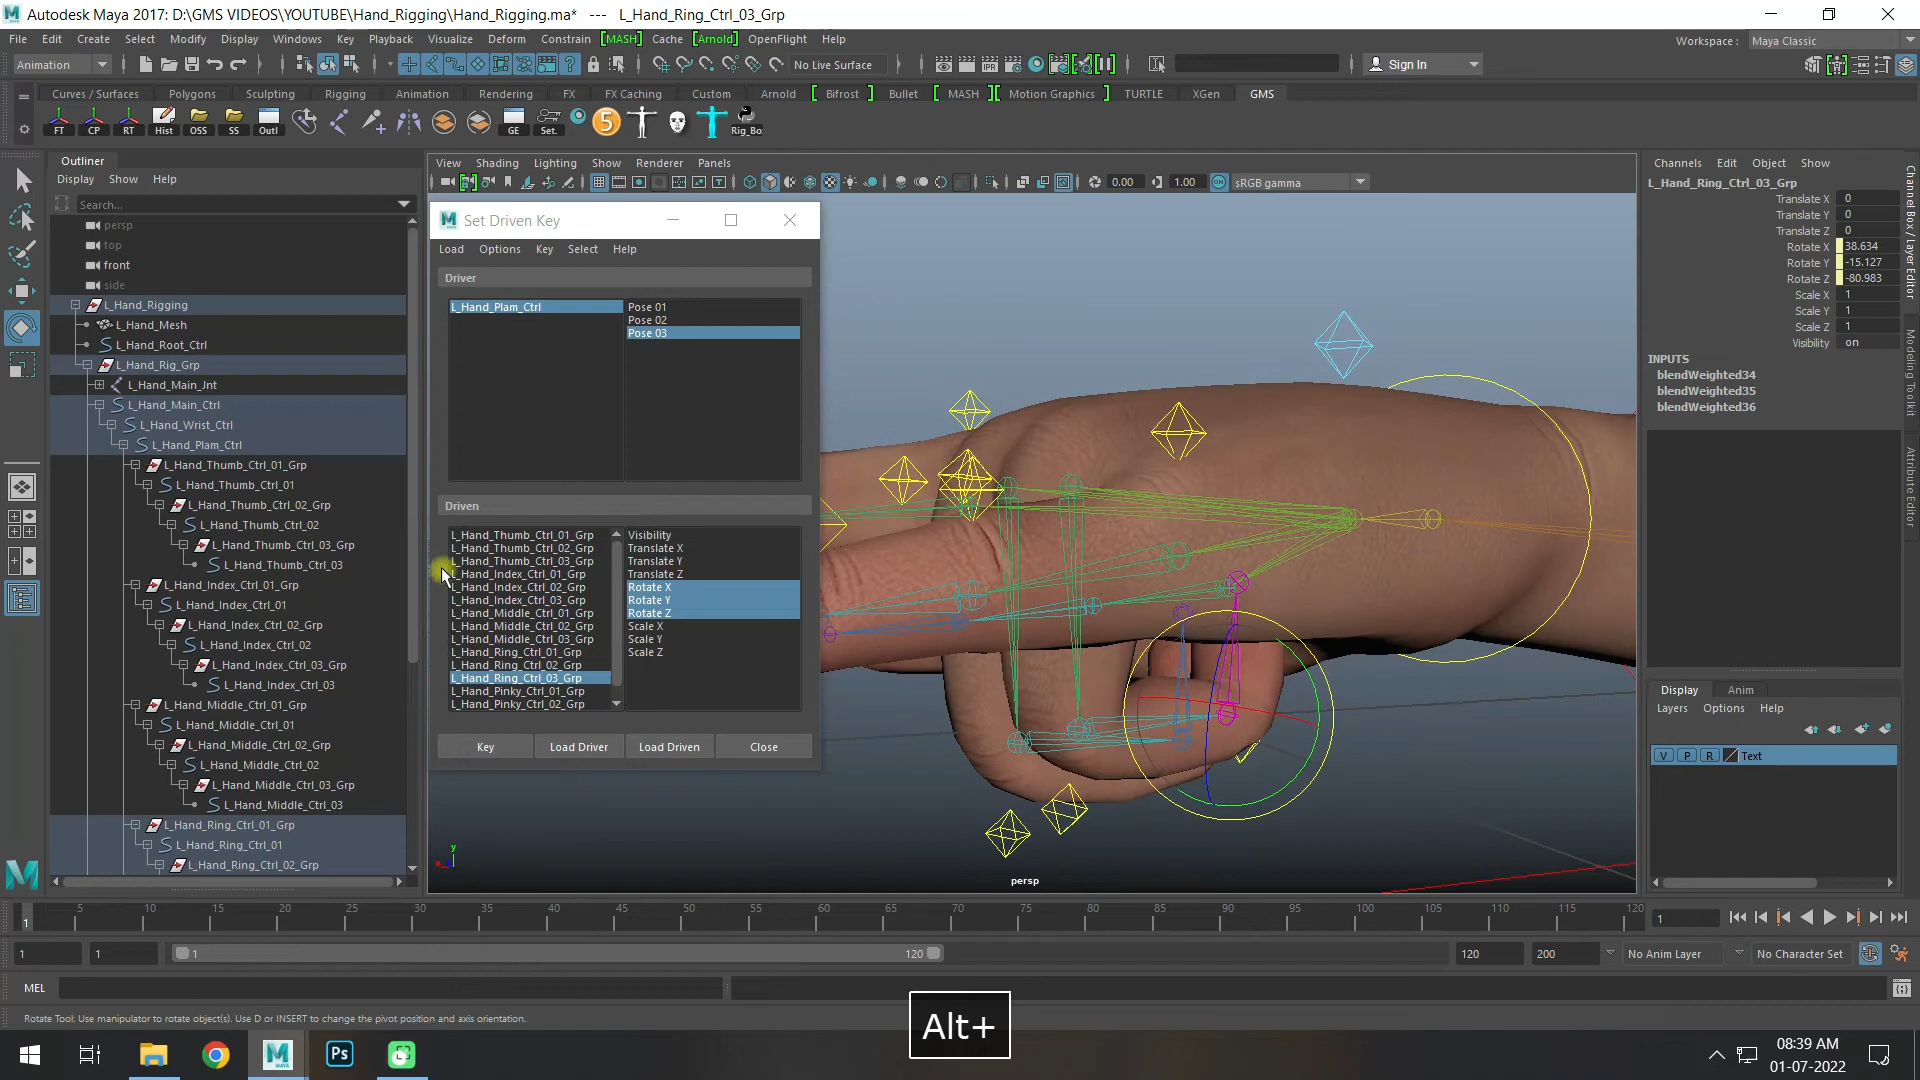 Autodesk Maya 2017: D:\GMS VIDEOS\YOUTUBE\Hand_Rigging\Hand_Rigging.ma* --- L_Hand_Ring_Ctrl_03_Grp
File Edit Create Select Modify Display Windows Key Playback Visualize Deform Constrain [MASH] Cache [Arnold] OpenFlight Help
Workspace: Maya Classic
Animation No Live Surface Sign In
Curves / Surfaces Polygons Sculpting Rigging Animation Rendering FX FX Caching Custom Arnold [ Bifrost ] Bullet [ MASH ][ Motion Graphics ] TURTLE XGen GMS
FT CP RT Hist OSS SS Outl GE Set. 5 Rig_Bo:
Outliner
Display Show Help
Search...
persp
top
front
side
L_Hand_Rigging
L_Hand_Mesh
L_Hand_Root_Ctrl
L_Hand_Rig_Grp
L_Hand_Main_Jnt
L_Hand_Main_Ctrl
L_Hand_Wrist_Ctrl
L_Hand_Plam_Ctrl
L_Hand_Thumb_Ctrl_01_Grp
L_Hand_Thumb_Ctrl_01
L_Hand_Thumb_Ctrl_02_Grp
L_Hand_Thumb_Ctrl_02
L_Hand_Thumb_Ctrl_03_Grp
L_Hand_Thumb_Ctrl_03
L_Hand_Index_Ctrl_01_Grp
L_Hand_Index_Ctrl_01
L_Hand_Index_Ctrl_02_Grp
L_Hand_Index_Ctrl_02
L_Hand_Index_Ctrl_03_Grp
L_Hand_Index_Ctrl_03
L_Hand_Middle_Ctrl_01_Grp
L_Hand_Middle_Ctrl_01
L_Hand_Middle_Ctrl_02_Grp
L_Hand_Middle_Ctrl_02
L_Hand_Middle_Ctrl_03_Grp
L_Hand_Middle_Ctrl_03
L_Hand_Ring_Ctrl_01_Grp
L_Hand_Ring_Ctrl_01
L_Hand_Ring_Ctrl_02_Grp
View Shading Lighting Show Renderer Panels
0.00 1.00 sRGB gamma
Set Driven Key
Load Options Key Select Help
Driver
L_Hand_Plam_Ctrl
Pose 01
Pose 02
Pose 03
Driven
L_Hand_Thumb_Ctrl_01_Grp
L_Hand_Thumb_Ctrl_02_Grp
L_Hand_Thumb_Ctrl_03_Grp
L_Hand_Index_Ctrl_01_Grp
L_Hand_Index_Ctrl_02_Grp
L_Hand_Index_Ctrl_03_Grp
L_Hand_Middle_Ctrl_01_Grp
L_Hand_Middle_Ctrl_02_Grp
L_Hand_Middle_Ctrl_03_Grp
L_Hand_Ring_Ctrl_01_Grp
L_Hand_Ring_Ctrl_02_Grp
L_Hand_Ring_Ctrl_03_Grp
L_Hand_Pinky_Ctrl_01_Grp
L_Hand_Pinky_Ctrl_02_Grp
Visibility
Translate X
Translate Y
Translate Z
Rotate X
Rotate Y
Rotate Z
Scale X
Scale Y
Scale Z
Key Load Driver Load Driven Close
y
persp
Channels Edit Object Show
L_Hand_Ring_Ctrl_03_Grp
Translate X 0
Translate Y 0
Translate Z 0
Rotate X 38.634
Rotate Y -15.127
Rotate Z -80.983
Scale X 1
Scale Y 1
Scale Z 1
Visibility on
INPUTS
blendWeighted34
blendWeighted35
blendWeighted36
Channel Box / Layer Editor
Modeling Toolkit
Attribute Editor
Display Anim
Layers Options Help
V P R Text
5 10 15 20 25 30 35 40 45 50 55 60 65 70 75 80 85 90 95 100 105 110 115 120
1 1
1 1 1 120 120 200 No Anim Layer No Character Set
MEL
Rotate Tool: Use manipulator to rotate object(s). Use D or INSERT to change the pivot position and axis orientation.
Alt+
Ps
08:39 AM
01-07-2022